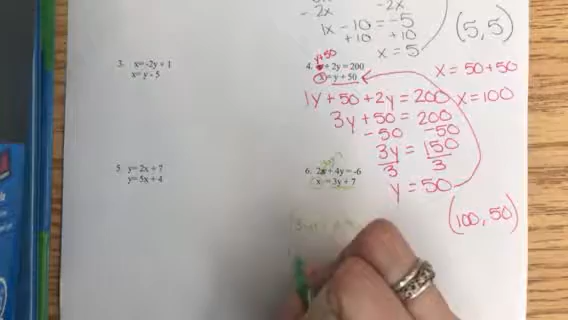 - 2x - 2x
1x - 10 = -5
+ 10 + 10
x = 5
(5, 5)
3. x= -2y + 1
x= y - 5
y+50
4. x + 2y = 200
x = y + 50
x = 50 + 50
x = 100
1y + 50 + 2y = 200
3y + 50 = 200
-50 -50
3y = 150
3 3
y = 50
(100, 50)
5. y= 2x + 7
y= 5x + 4
6. 2x + 4y = -6
x = 3y + 7